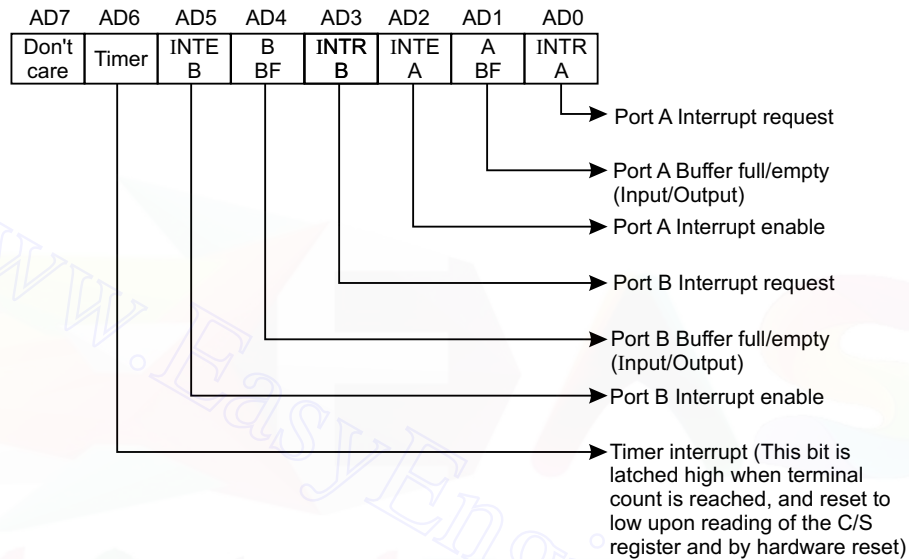 AD7 AD6 AD5 AD4 AD3 AD2 AD1 AD0
Don't care Timer INTE B B BF INTR B INTE A A BF INTR A
Port A Interrupt request
Port A Buffer full/empty
(Input/Output)
Port A Interrupt enable
Port B Interrupt request
Port B Buffer full/empty
(Input/Output)
Port B Interrupt enable
Timer interrupt (This bit is
latched high when terminal
count is reached, and reset to
low upon reading of the C/S
register and by hardware reset)